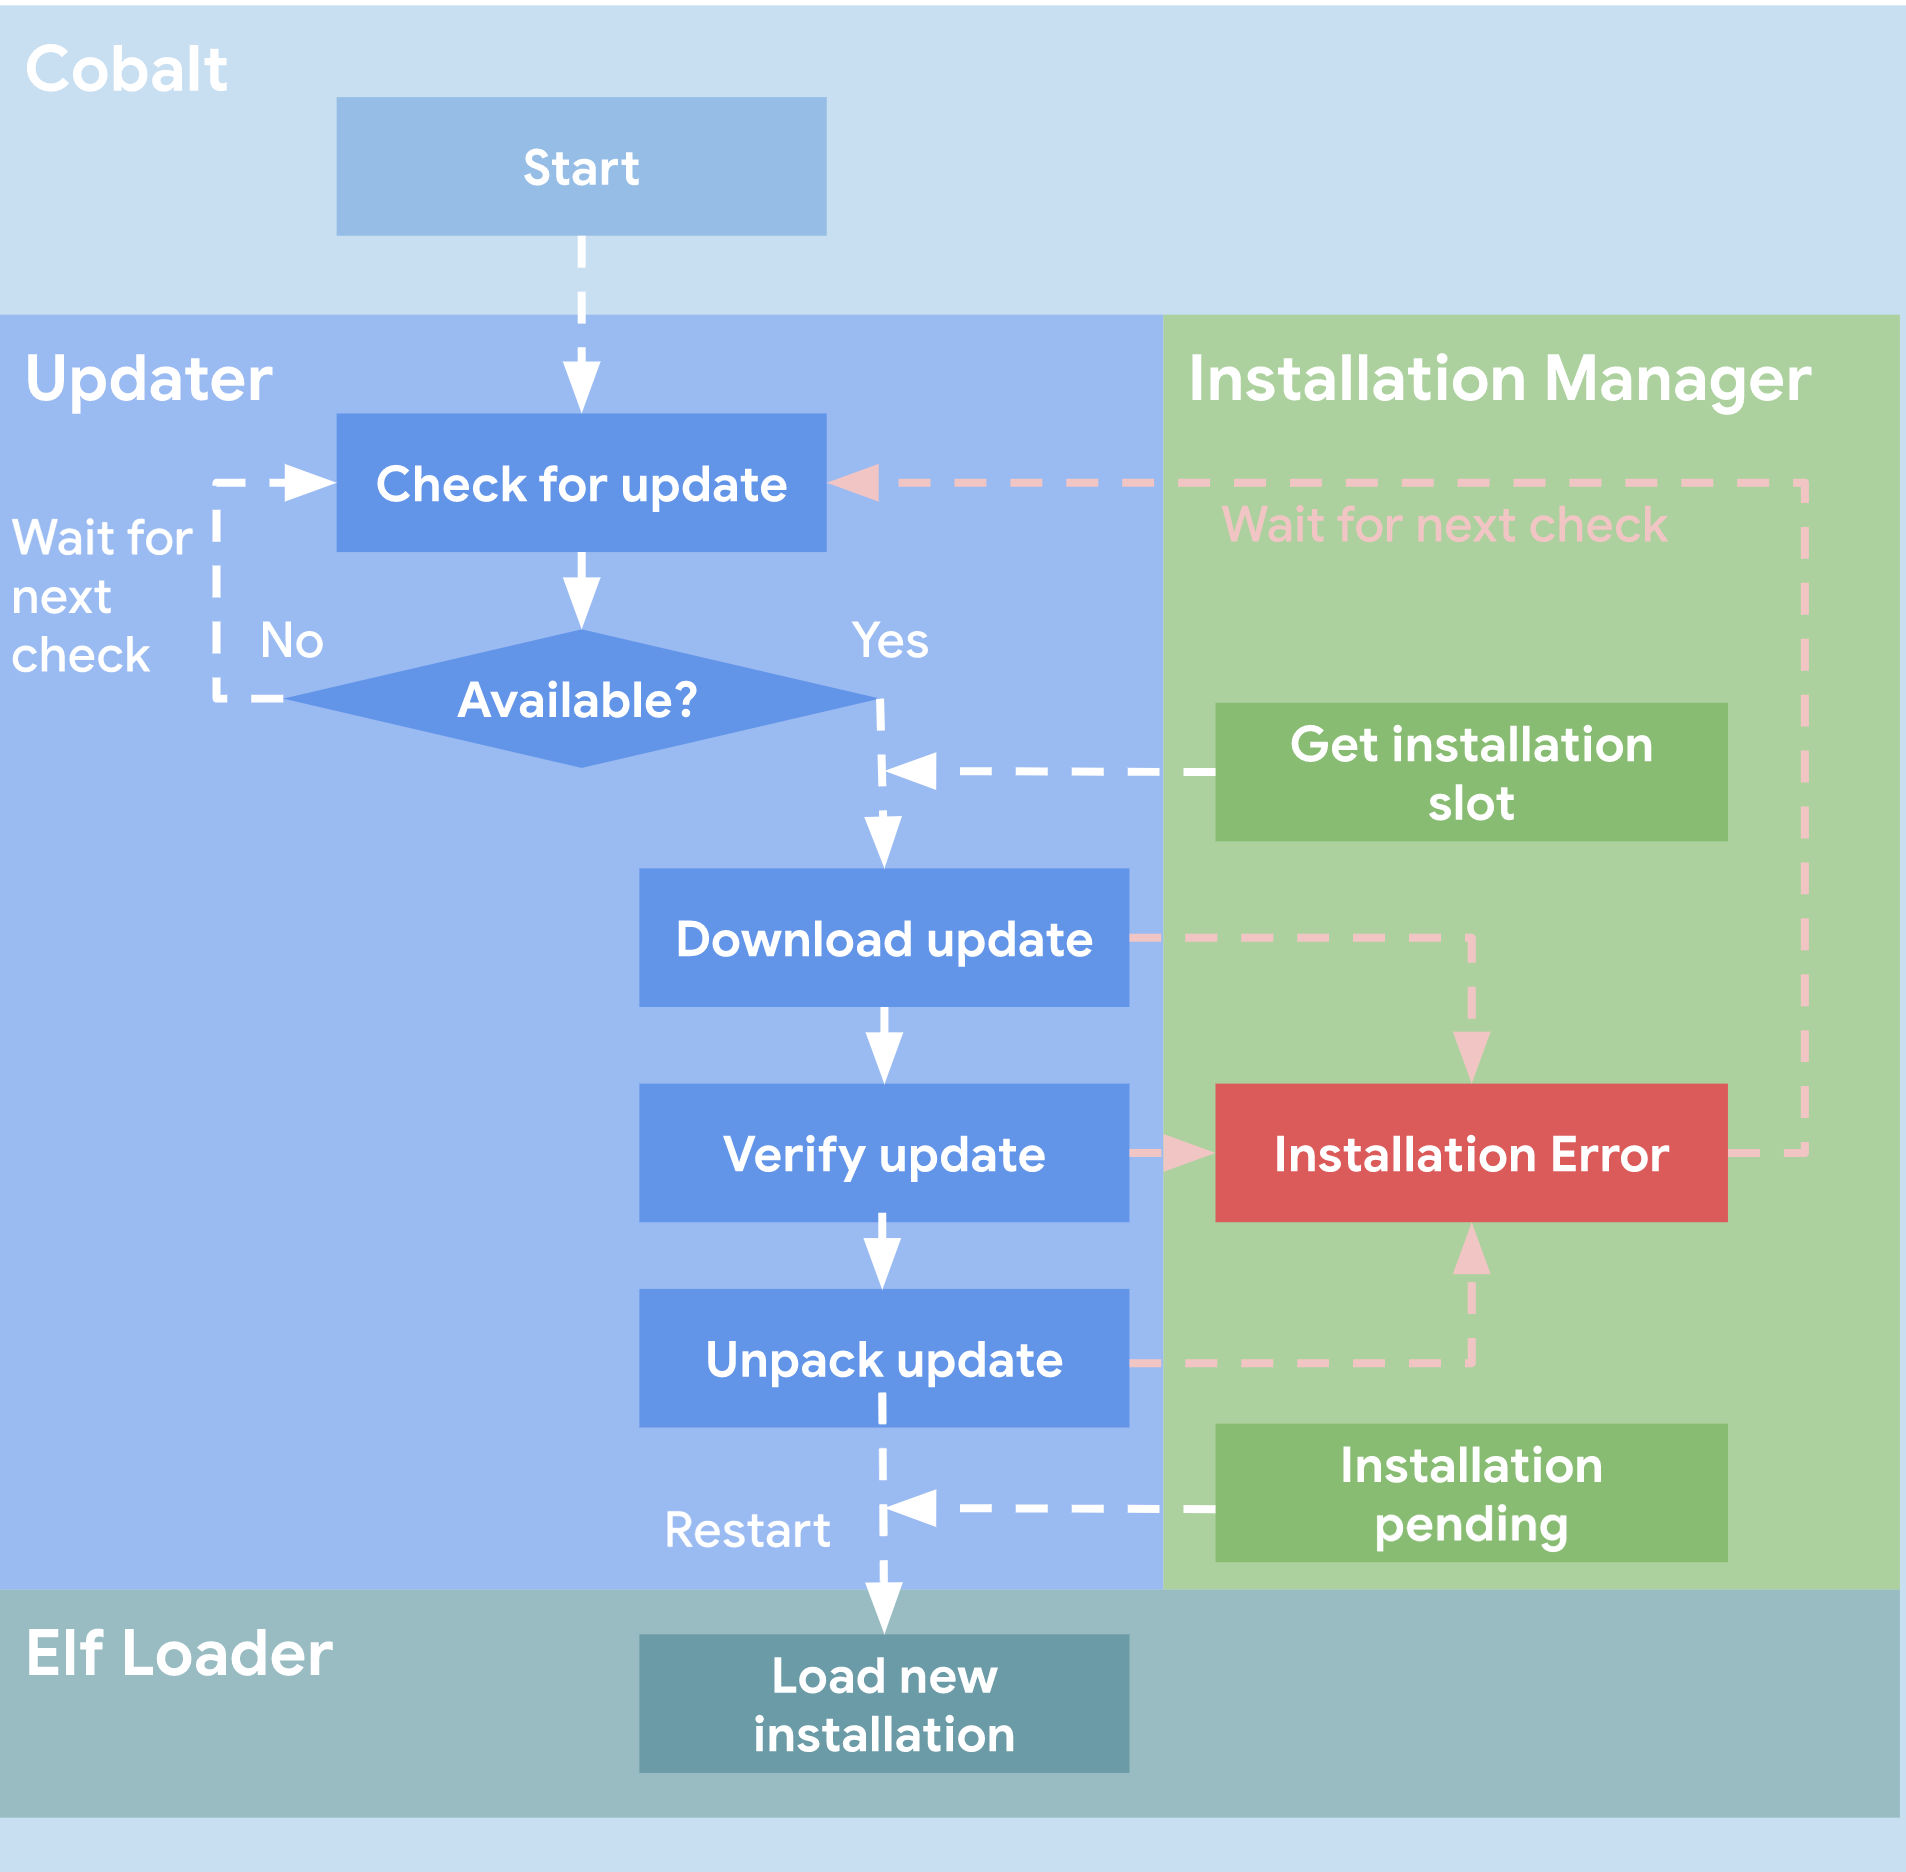 Cobalt
Start
Updater
Installation Manager
Check for update
Wait for
next
check
Wait for next check
No
Yes
Available?
Get installation
slot
Download update
Verify update
Installation Error
Unpack update
Installation
pending
Restart
Elf Loader
Load new
installation